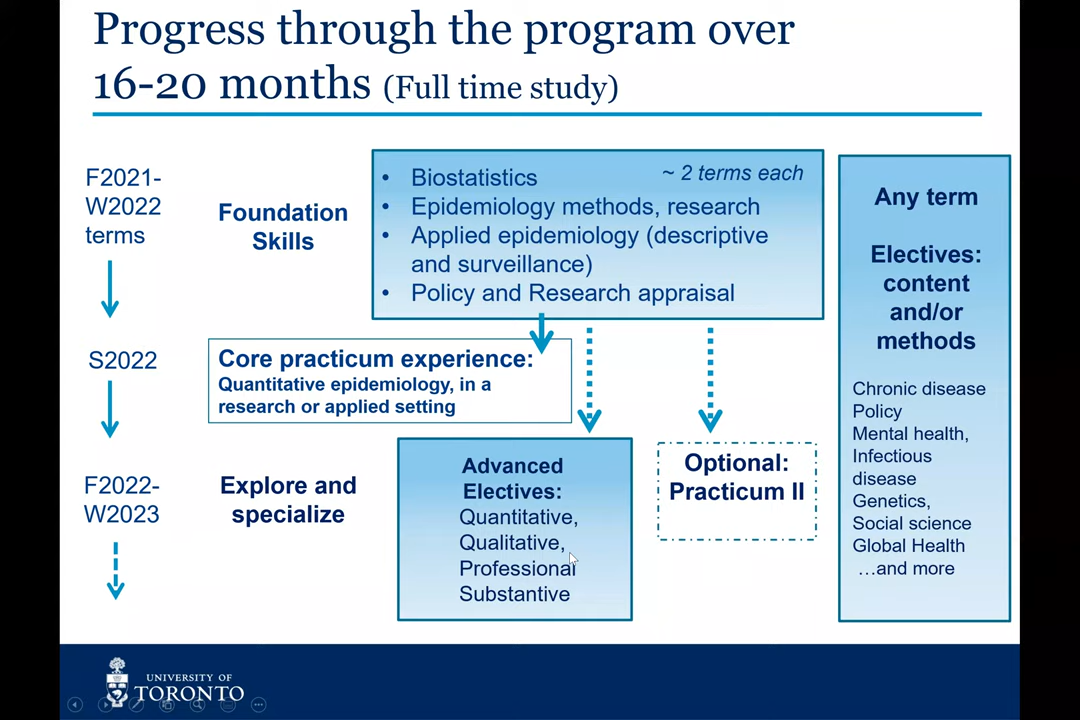 Progress through the program over
16-20 months (Full time study)
F2021-
W2022
terms
Foundation
Skills
• Biostatistics
~ 2 terms each
• Epidemiology methods, research
• Applied epidemiology (descriptive
and surveillance)
• Policy and Research appraisal
S2022
Core practicum experience:
Quantitative epidemiology, in a
research or applied setting
F2022-
W2023
Explore and
specialize
Advanced
Electives:
Quantitative,
Qualitative,
Professional
Substantive
Optional:
Practicum II
Any term
Electives:
content
and/or
methods
Chronic disease
Policy
Mental health,
Infectious
disease
Genetics,
Social science
Global Health
…and more
UNIVERSITY OF
TORONTO